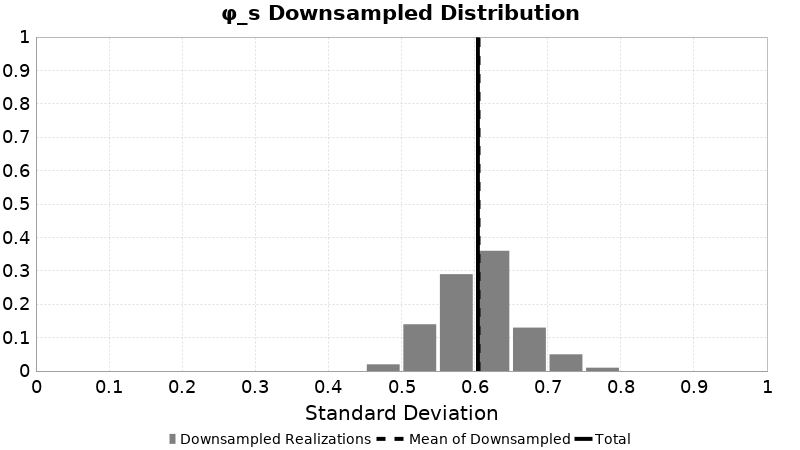 φ_s Downsampled Distribution
1
0.9
0.8
0.7
0.6
0.5
0.4
0.3
0.2
0.1
0
0 0.1 0.2 0.3 0.4 0.5 0.6 0.7 0.8 0.9 1
Standard Deviation
Downsampled Realizations Mean of Downsampled Total